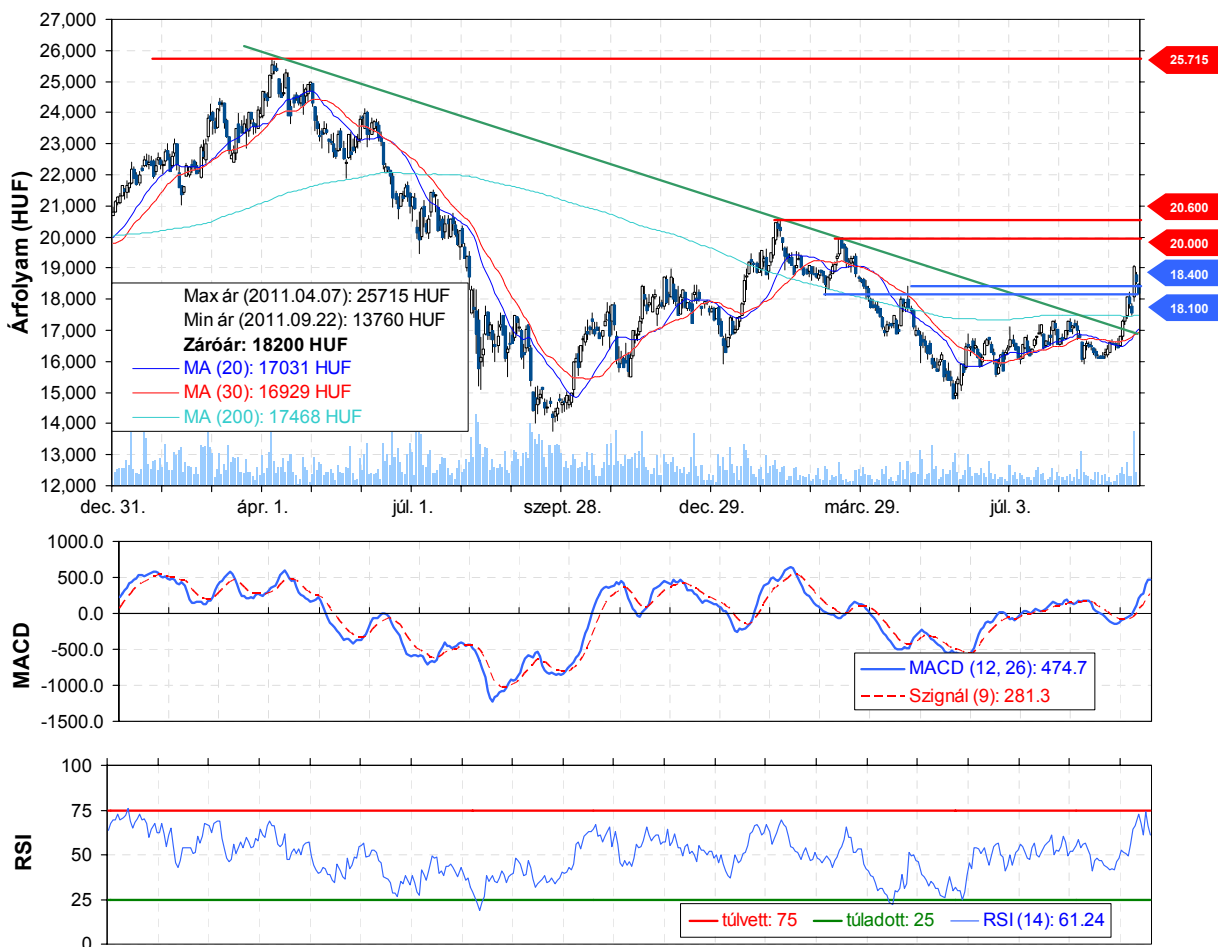 27,000
26,000
25,000
24,000
23,000
22,000
21,000
20,000
19,000
18,000
17,000
16,000
15,000
14,000
13,000
12,000
Árfolyam (HUF)
25.715
20.600
20.000
18.400
18.100
Max ár (2011.04.07): 25715 HUF
Min ár (2011.09.22): 13760 HUF
Záróár: 18200 HUF
MA (20): 17031 HUF
MA (30): 16929 HUF
MA (200): 17468 HUF
dec. 31. ápr. 1. júl. 1. szept. 28. dec. 29. márc. 29. júl. 3.
1000.0
500.0
0.0
-500.0
-1000.0
-1500.0
MACD
MACD (12, 26): 474.7
Szignál (9): 281.3
100
75
50
25
0
RSI
túlvett: 75 túladott: 25 RSI (14): 61.24